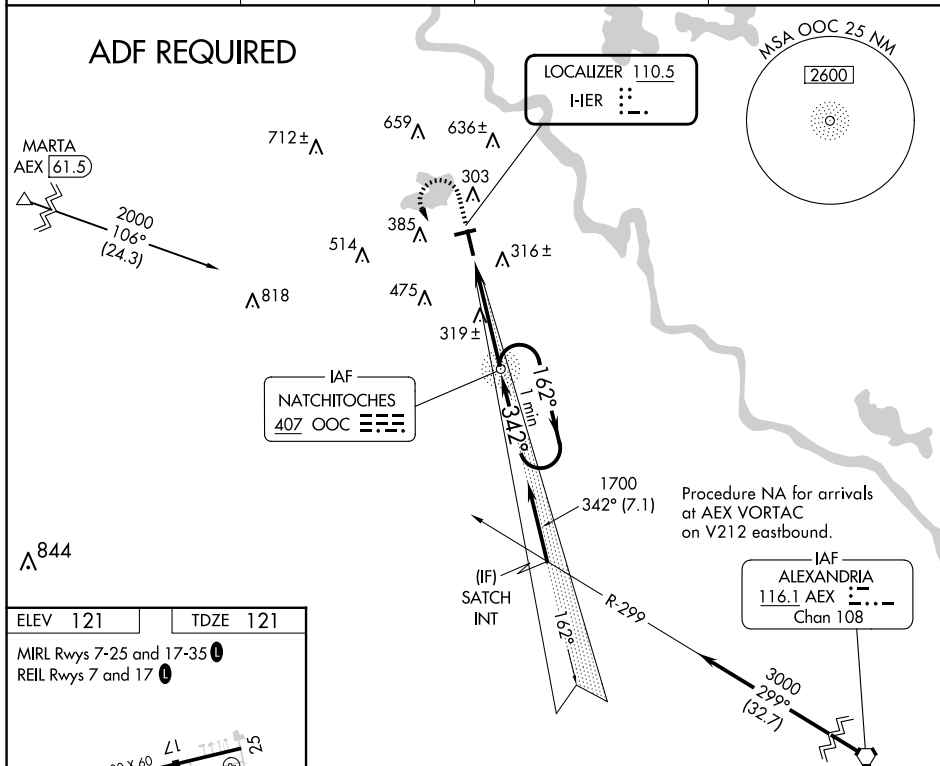 ADF REQUIRED
MSA OOC 25 NM
2600
LOCALIZER 110.5
I-IER
MARTA
AEX 61.5
2000
106°
(24.3)
712±
659
636±
303
385
514
316±
818
475
319±
IAF
NATCHITOCHES
407 OOC
162°
1 min
342°
1700
342° (7.1)
Procedure NA for arrivals
at AEX VORTAC
on V212 eastbound.
844
(IF)
SATCH
INT
R-299
162°
IAF
ALEXANDRIA
116.1 AEX
Chan 108
3000
299°
(32.7)
ELEV 121
TDZE 121
MIRL Rwys 7-25 and 17-35 L
REIL Rwys 7 and 17 L
17
25
X 60